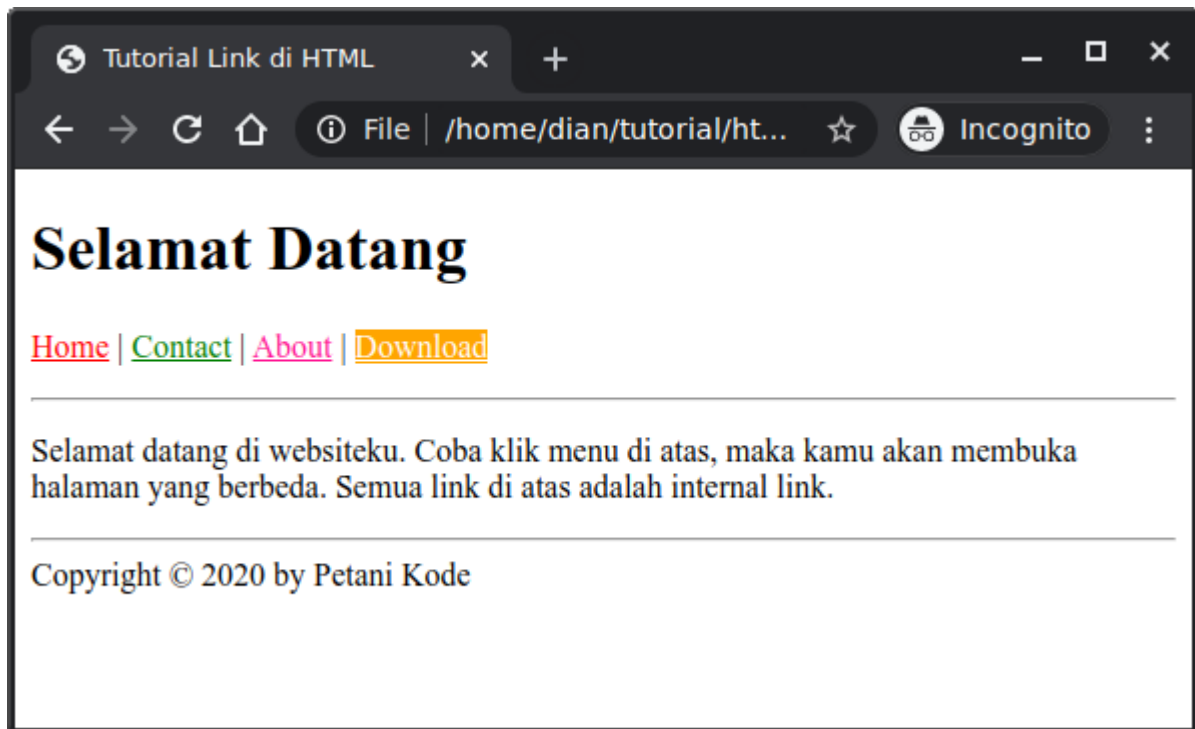 Tutorial Link di HTML
File | /home/dian/tutorial/ht... Incognito
Selamat Datang
Home | Contact | About | Download
Selamat datang di websiteku. Coba klik menu di atas, maka kamu akan membuka
halaman yang berbeda. Semua link di atas adalah internal link.
Copyright © 2020 by Petani Kode